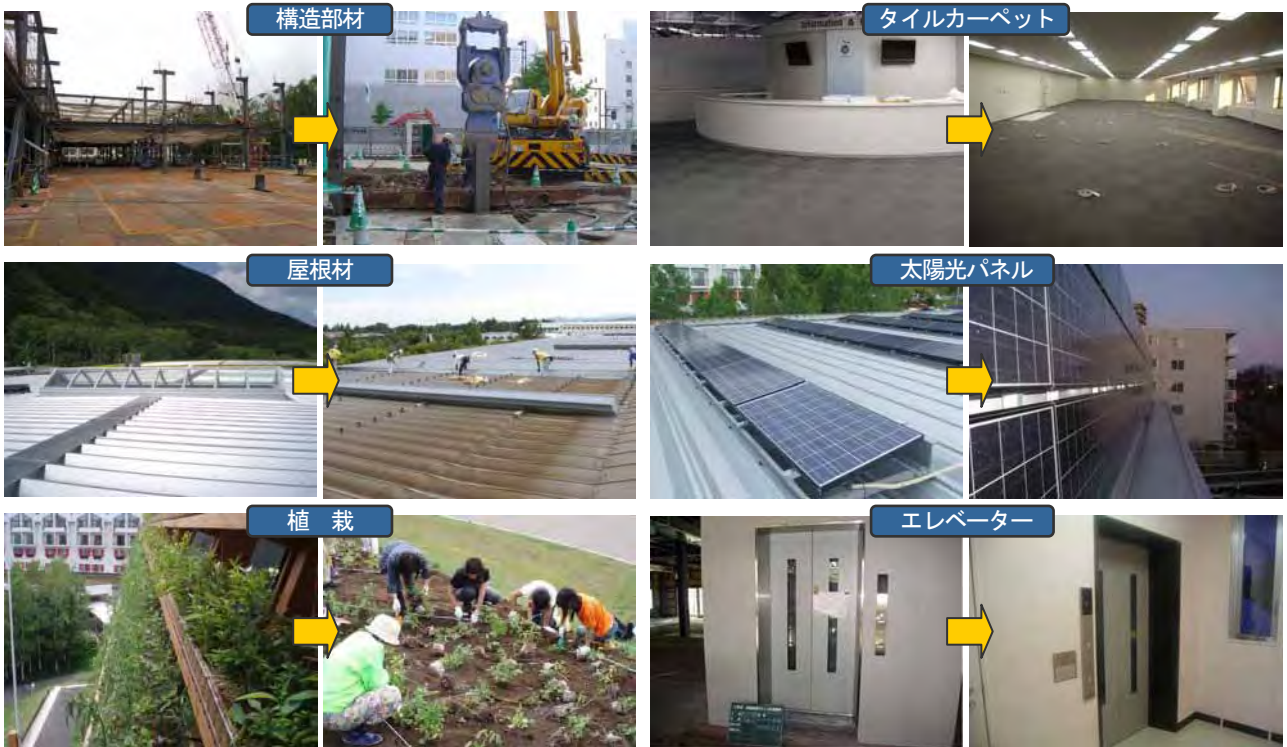 構造部材
タイルカーペット
屋根材
太陽光パネル
植　栽
エレベーター